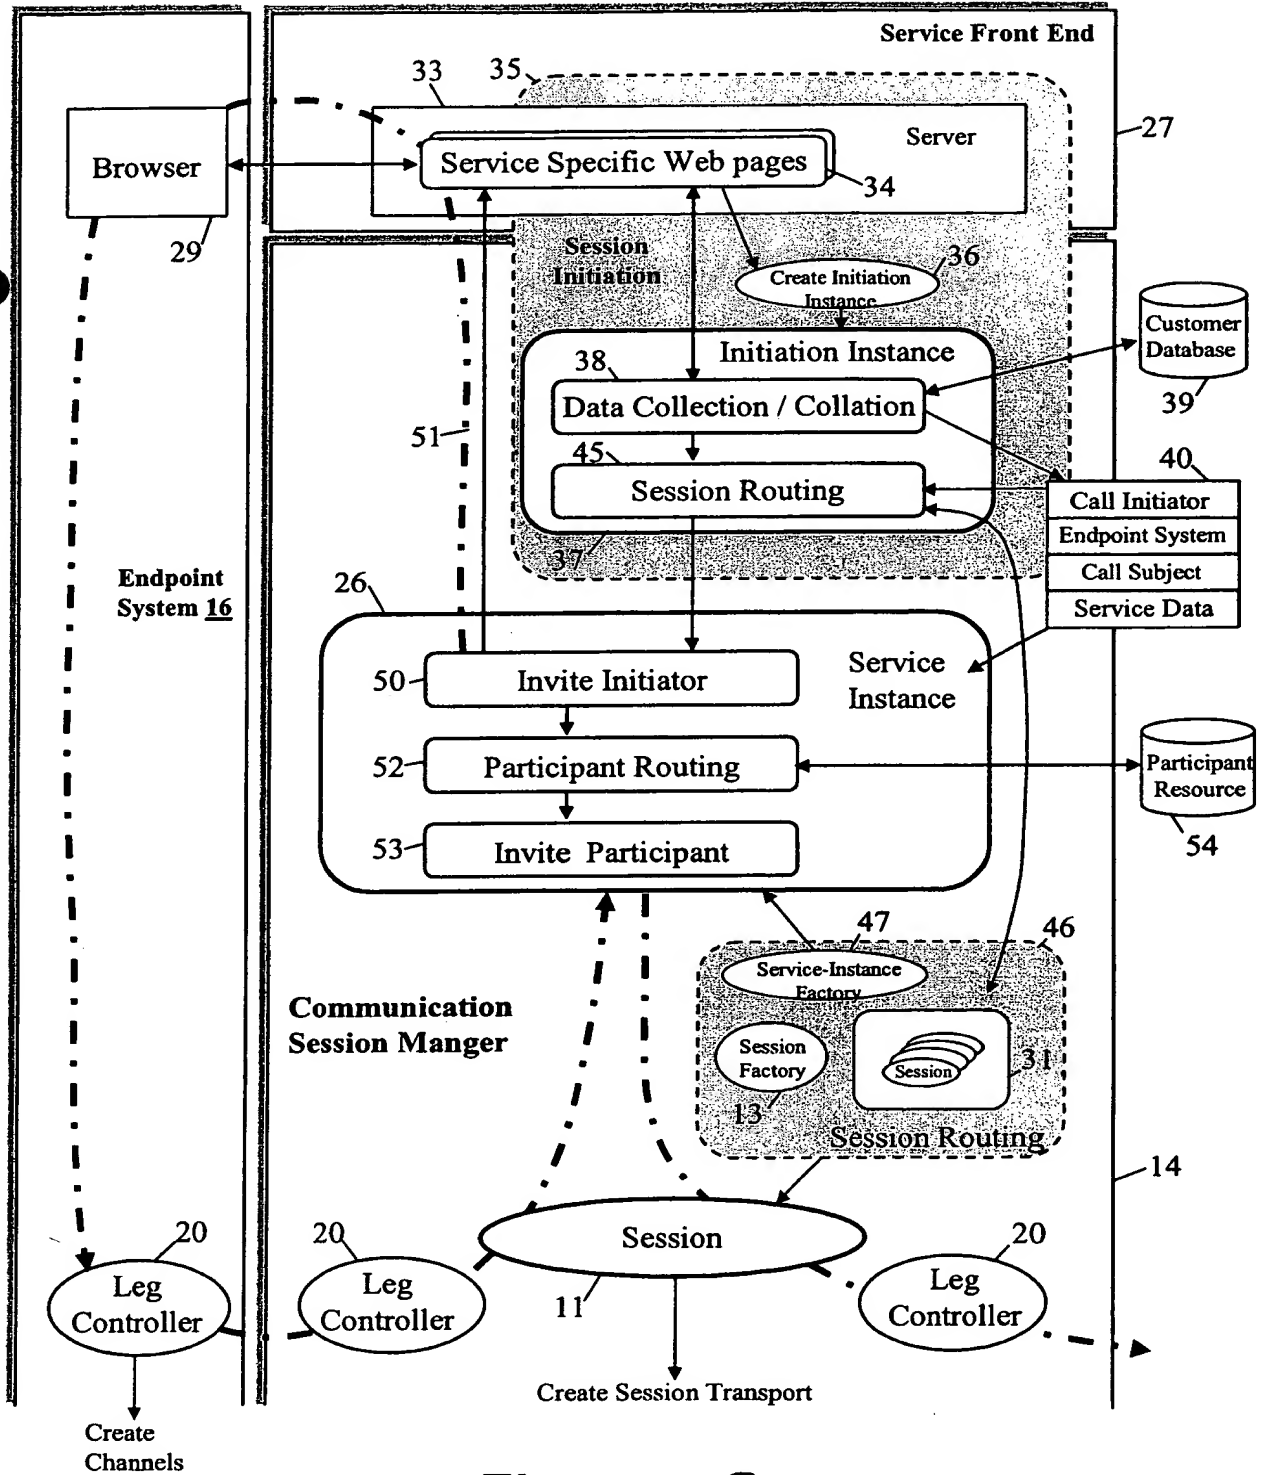 Service Front End
33
35
27
Server
Browser
Service Specific Web pages
34
29
Session
Initiation
36
Create Initiation
Instance
Customer
Database
39
Initiation Instance
38
Data Collection / Collation
51
45
Session Routing
40
Call Initiator
Endpoint System
Call Subject
Service Data
37
Endpoint
System 16
26
Service
Instance
50
Invite Initiator
52
Participant Routing
Participant
Resource
54
53
Invite Participant
47
46
Service-Instance
Factory
Communication
Session Manger
Session
Factory
Session
31
13
Session Routing
14
20
Leg
Controller
20
Leg
Controller
Session
11
20
Leg
Controller
Create Session Transport
Create
Channels